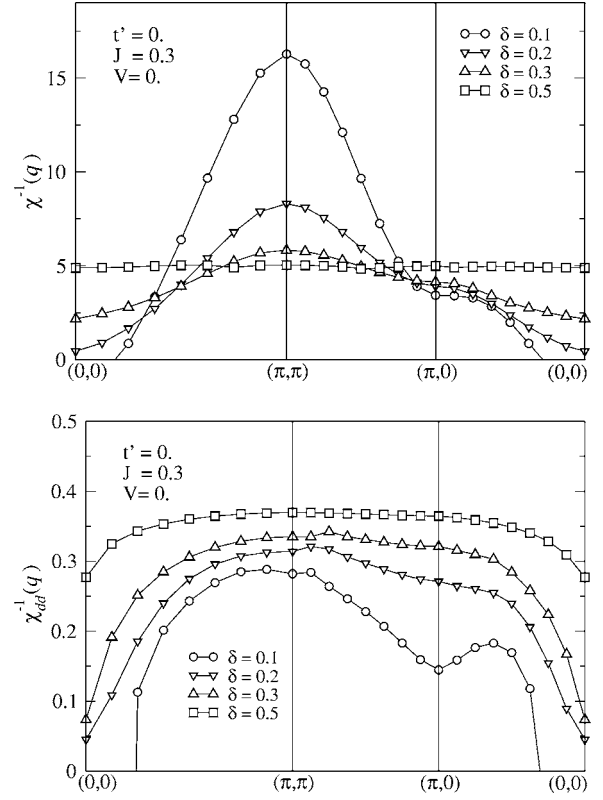 t' = 0.
J = 0.3
V= 0.
δ = 0.1
δ = 0.2
δ = 0.3
δ = 0.5
15
10
5
0
χ⁻¹(q)
(0,0)
(π,π)
(π,0)
(0,0)
0.5
0.4
0.3
0.2
0.1
0
t' = 0.
J = 0.3
V= 0.
δ = 0.1
δ = 0.2
δ = 0.3
δ = 0.5
χ⁻¹dd(q)
(0,0)
(π,π)
(π,0)
(0,0)